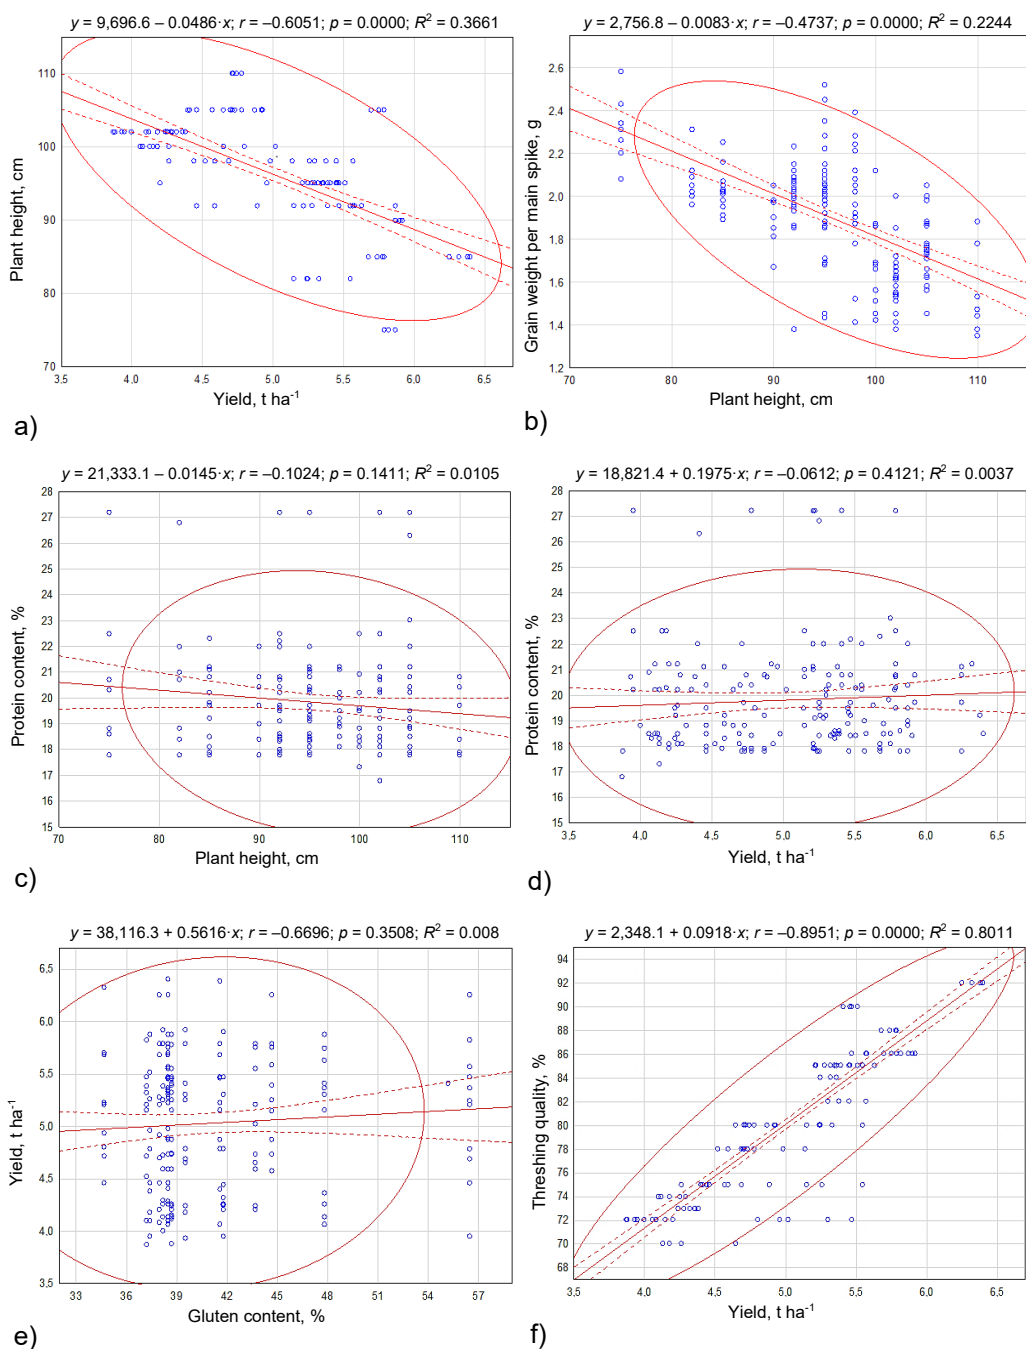 y = 9,696.6 – 0.0486·x; r = –0.6051; p = 0.0000; R² = 0.3661
110
100
90
80
70
3.5 4.0 4.5 5.0 5.5 6.0 6.5
Plant height, cm
Yield, t ha⁻¹
a)
y = 2,756.8 – 0.0083·x; r = –0.4737; p = 0.0000; R² = 0.2244
2.6
2.4
2.2
2.0
1.8
1.6
1.4
1.2
70 80 90 100 110
Grain weight per main spike, g
Plant height, cm
b)
y = 21,333.1 – 0.0145·x; r = –0.1024; p = 0.1411; R² = 0.0105
28
27
26
25
24
23
22
21
20
19
18
17
16
15
70 80 90 100 110
Protein content, %
Plant height, cm
c)
y = 18,821.4 + 0.1975·x; r = –0.0612; p = 0.4121; R² = 0.0037
28
27
26
25
24
23
22
21
20
19
18
17
16
15
3.5 4.0 4.5 5.0 5.5 6.0 6.5
Protein content, %
Yield, t ha⁻¹
d)
y = 38,116.3 + 0.5616·x; r = –0.6696; p = 0.3508; R² = 0.008
6.5
6.0
5.5
5.0
4.5
4.0
3.5
33 36 39 42 45 48 51 54 57
Yield, t ha⁻¹
Gluten content, %
e)
y = 2,348.1 + 0.0918·x; r = –0.8951; p = 0.0000; R² = 0.8011
94
92
90
88
86
84
82
80
78
76
74
72
70
68
3.5 4.0 4.5 5.0 5.5 6.0 6.5
Threshing quality, %
Yield, t ha⁻¹
f)